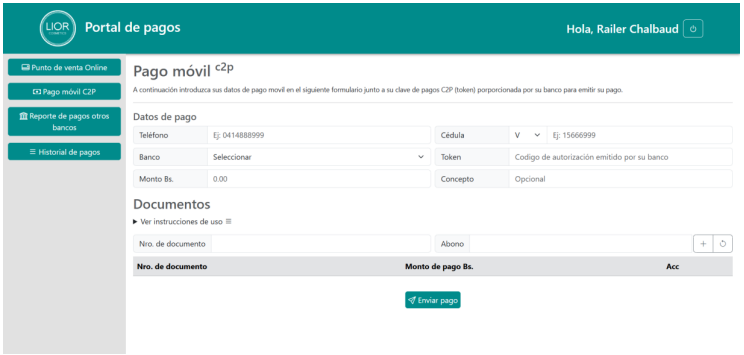 LIOR
COSMETICS
Portal de pagos
Hola, Railer Chalbaud
Punto de venta Online
Pago móvil C2P
Reporte de pagos otros
bancos
Historial de pagos
Pago móvil c2p
A continuación introduzca sus datos de pago movil en el siguiente formulario junto a su clave de pagos C2P (token) porporcionada por su banco para emitir su pago.
Datos de pago
Teléfono Ej: 0414888999 Cédula V Ej: 15666999
Banco Seleccionar Token Codigo de autorización emitido por su banco
Monto Bs. 0.00 Concepto Opcional
Documentos
Ver instrucciones de uso
Nro. de documento Abono +
Nro. de documento Monto de pago Bs. Acc
Enviar pago